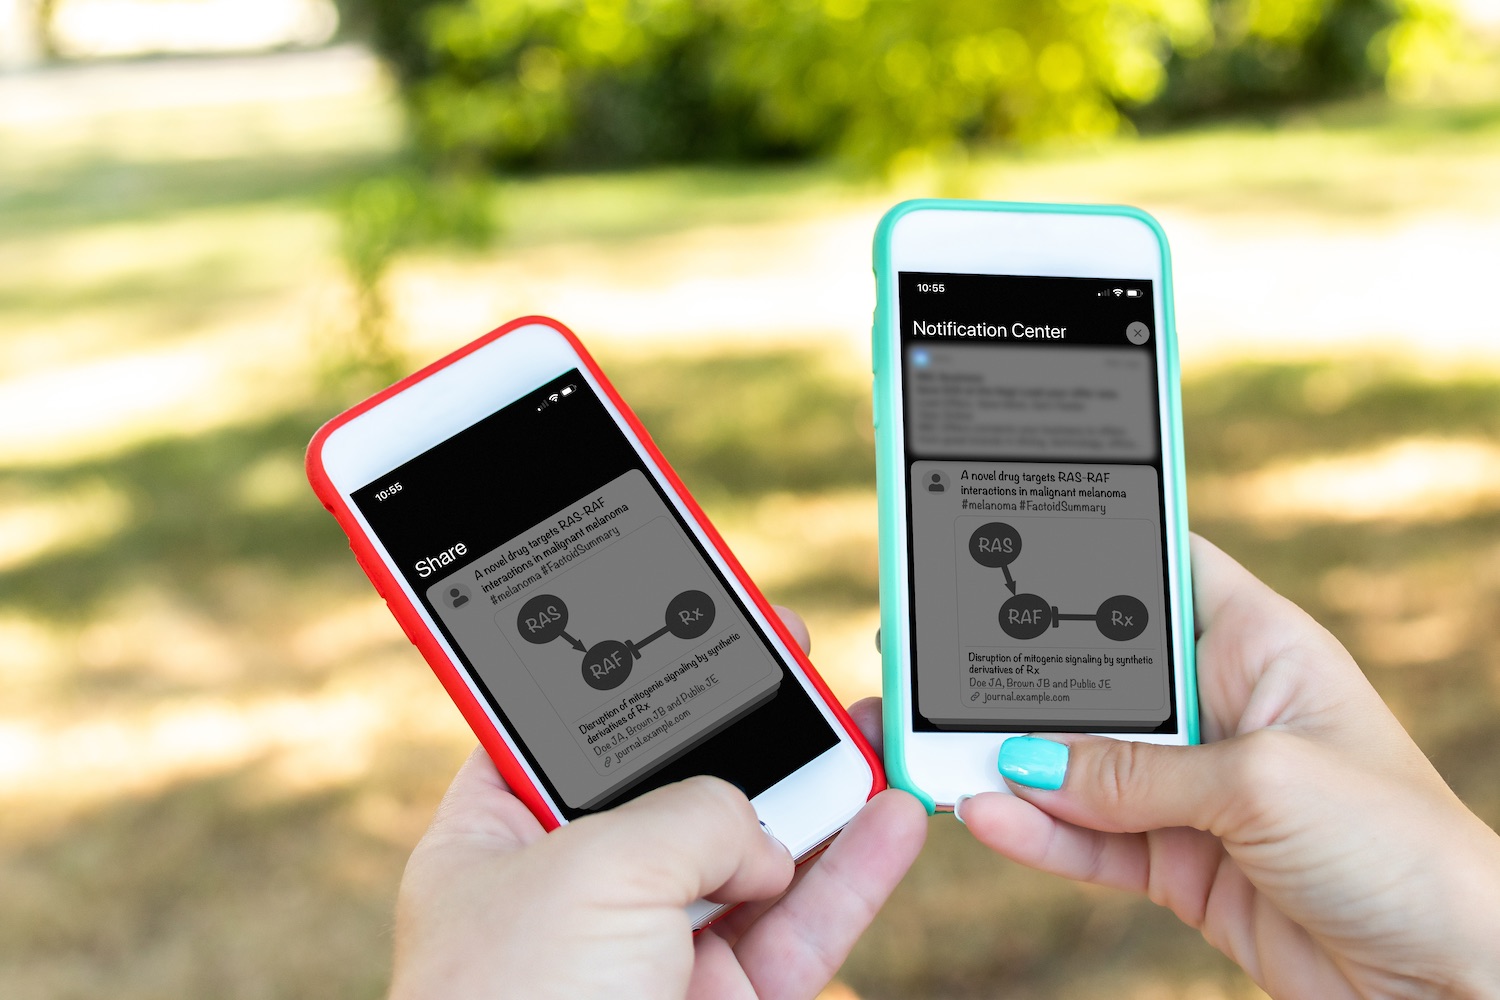 10:55
Share
A novel drug targets RAS-RAF
interactions in malignant melanoma
#melanoma #FactoidSummary
RAS
RAF
Rx
Disruption of mitogenic signaling by synthetic
derivatives of Rx
Doe JA, Brown JB and Public JE
journal.example.com
10:55
Notification Center
A novel drug targets RAS-RAF
interactions in malignant melanoma
#melanoma #FactoidSummary
RAS
RAF
Rx
Disruption of mitogenic signaling by synthetic
derivatives of Rx
Doe JA, Brown JB and Public JE
journal.example.com